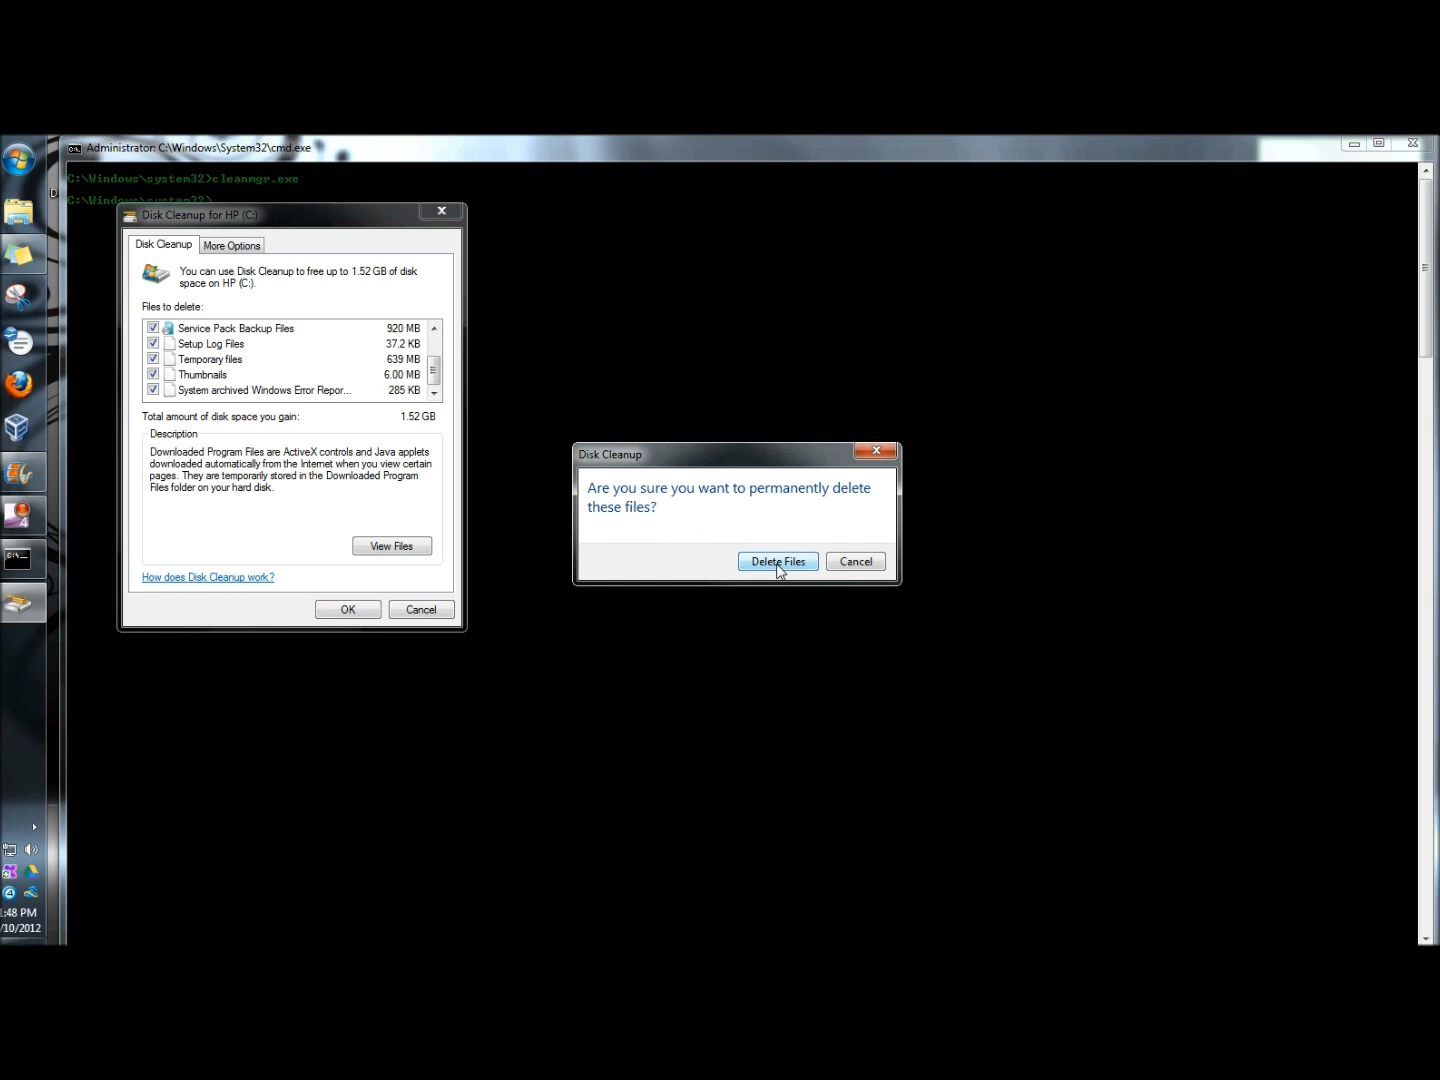 Administrator: C:\Windows\System32\cmd.exe
C:\Windows\system32>cleanmgr.exe
C:\Windows\system32>
D
Disk Cleanup for HP (C:)
Disk Cleanup
More Options
You can use Disk Cleanup to free up to 1.52 GB of disk
space on HP (C:).
Files to delete:
Service Pack Backup Files 920 MB
Setup Log Files 37.2 KB
Temporary files 639 MB
Thumbnails 6.00 MB
System archived Windows Error Repor... 285 KB
Total amount of disk space you gain: 1.52 GB
Description
Downloaded Program Files are ActiveX controls and Java applets
downloaded automatically from the Internet when you view certain
pages. They are temporarily stored in the Downloaded Program
Files folder on your hard disk.
View Files
How does Disk Cleanup work?
OK
Cancel
Disk Cleanup
Are you sure you want to permanently delete
these files?
Delete Files
Cancel
:48 PM
/10/2012